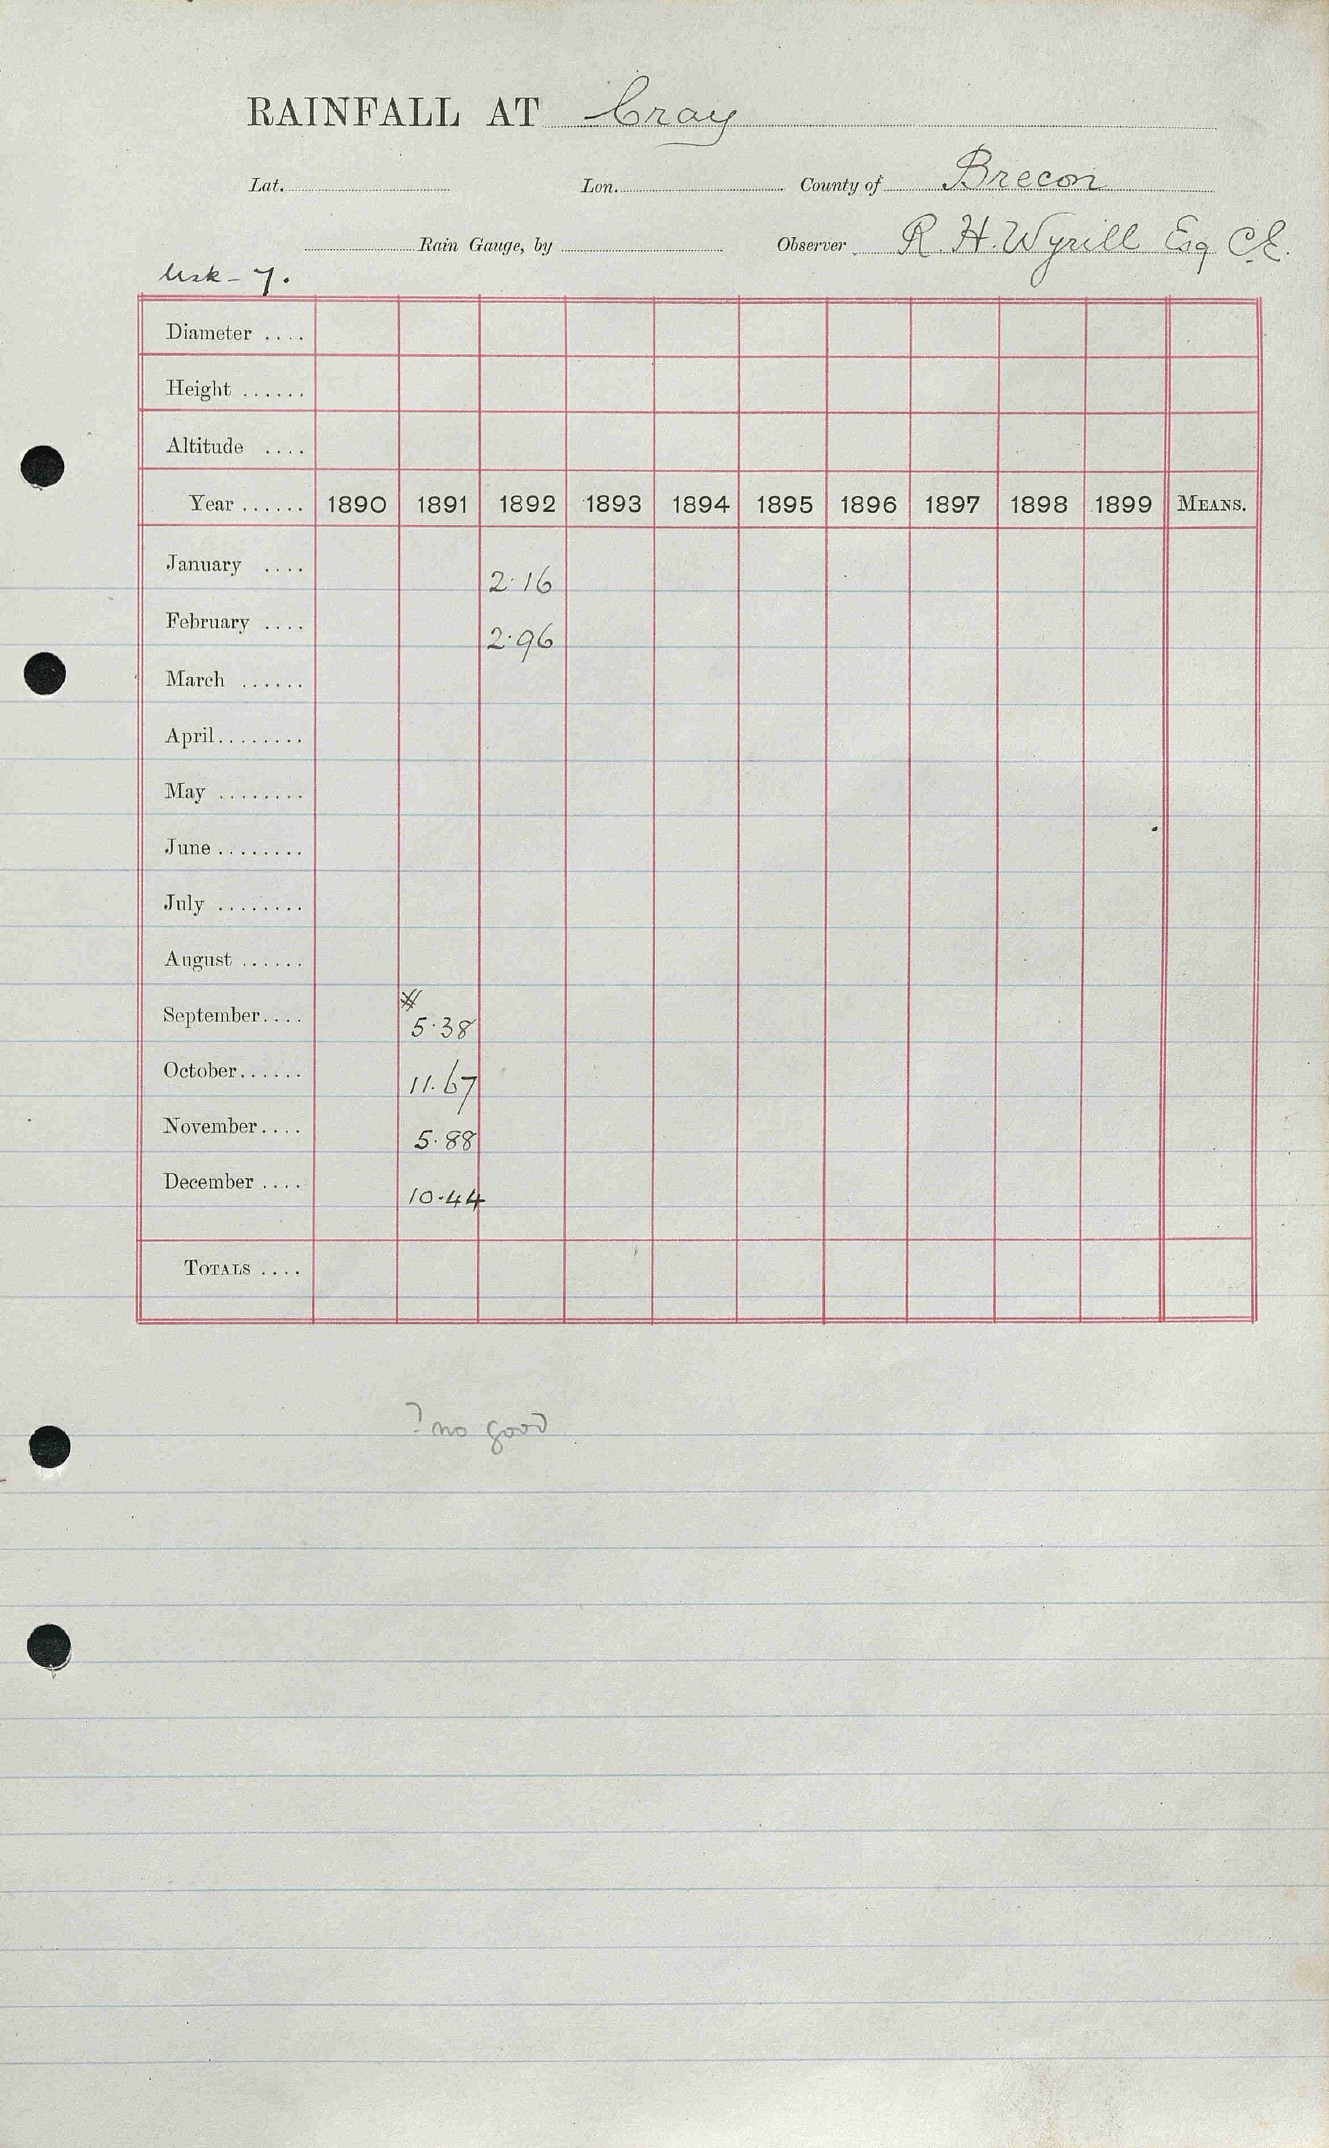 RAINFALL AT Cray
Lat. Lon. County of Brecon
Rain Gauge, by Observer R. H. Wyrill Esq C.E.
Usk - 7.
Diameter ....
Height ......
Altitude ....
Year ...... 1890 1891 1892 1893 1894 1895 1896 1897 1898 1899 MEANS.
January .... 2.16
February .... 2.96
March ......
April ........
May ........
June ........
July ........
August ......
September .... 5.38
October ...... 11.67
November .... 5.88
December .... 10.44
TOTALS ....
? no good